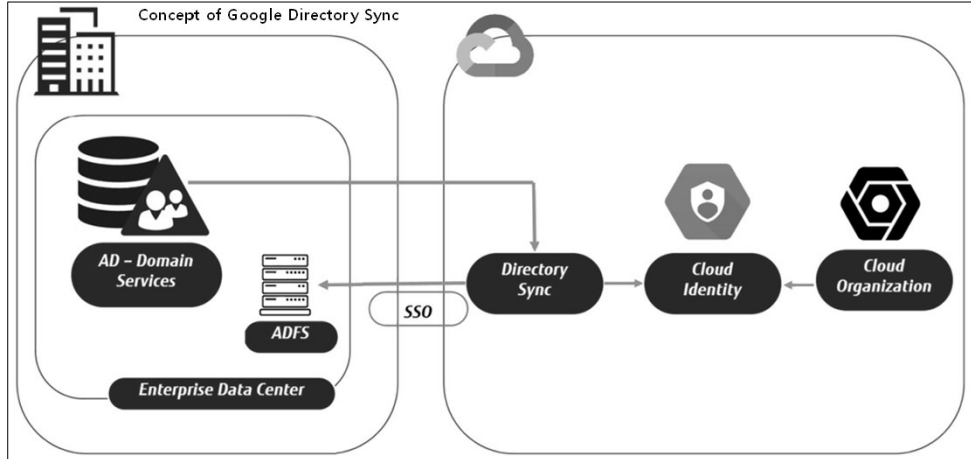 Concept of Google Directory Sync
AD – Domain
Services
ADFS
Enterprise Data Center
SSO
Directory
Sync
Cloud
Identity
Cloud
Organization